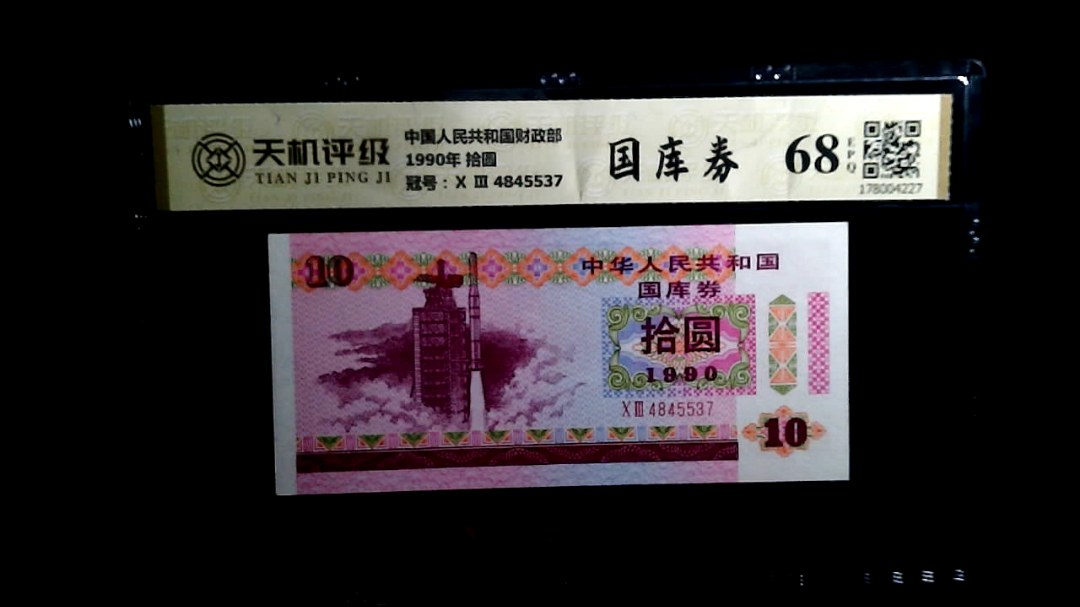 天机评级
TIAN JI PING JI
中国人民共和国财政部
1990年 拾圆
冠号：X Ⅲ 4845537
国库券
68
EPQ
178004227
10
中华人民共和国
国库券
拾圆
1990
XⅢ4845537
10